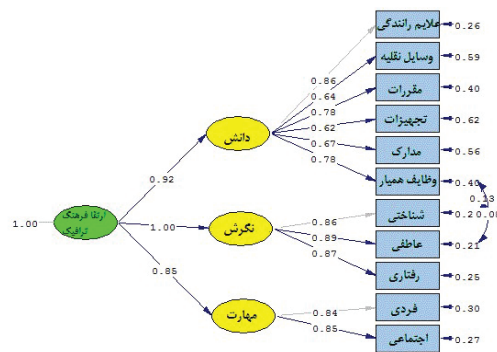 علایم رانندگی
0.26
0.86
وسایل نقلیه
0.59
0.64
مقررات
0.40
0.78
تجهیزات
0.62
0.62
مدارک
0.56
0.67
وظایف همیار
0.40
0.78
دانش
0.92
0.13
شناختی
0.86
عاطفی
0.21
0.89
رفتاری
0.25
0.87
نگرش
1.00
ارتقا فرهنگ
ترافیک
1.00
فردی
0.30
0.84
اجتماعی
0.27
0.85
مهارت
0.85